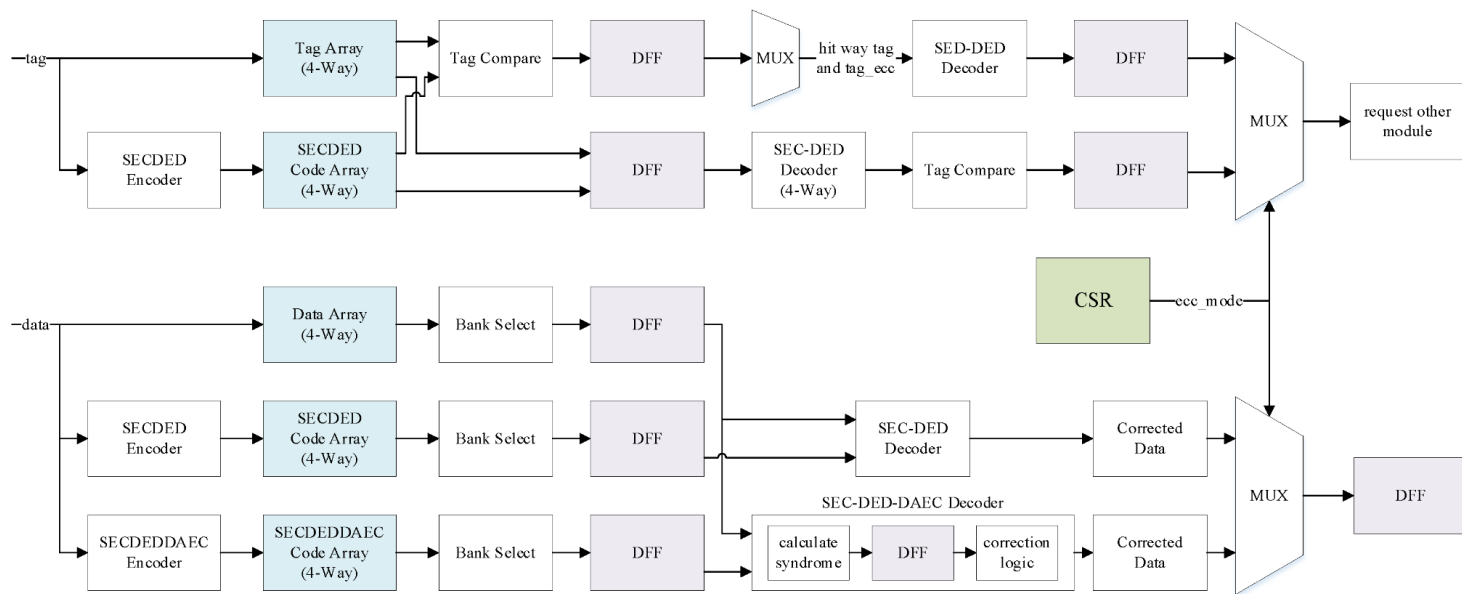 tag
Tag Array
(4-Way)
Tag Compare
DFF
MUX
hit way tag
and tag_ecc
SED-DED
Decoder
DFF
MUX
request other
module
SECDED
Encoder
SECDED
Code Array
(4-Way)
DFF
SEC-DED
Decoder
(4-Way)
Tag Compare
DFF
CSR
ecc_mode
data
Data Array
(4-Way)
Bank Select
DFF
SECDED
Encoder
SECDED
Code Array
(4-Way)
Bank Select
DFF
SEC-DED
Decoder
Corrected
Data
MUX
DFF
SECDEDDAEC
Encoder
SECDEDDAEC
Code Array
(4-Way)
Bank Select
DFF
SEC-DED-DAEC Decoder
calculate
syndrome
DFF
correction
logic
Corrected
Data